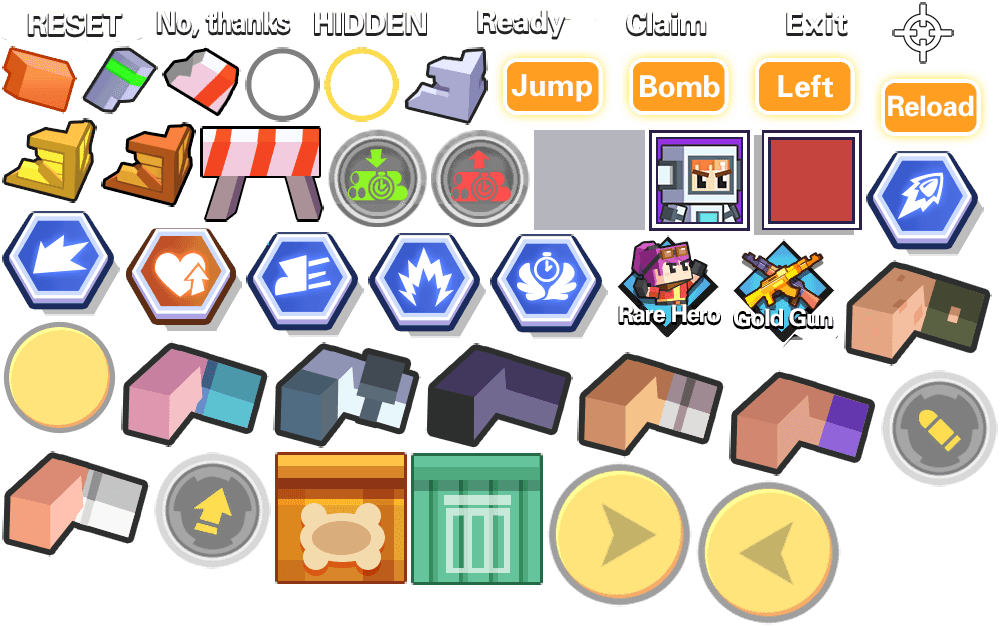 RESET
No, thanks
HIDDEN
Ready
Claim
Exit
Jump
Bomb
Left
Reload
Rare Hero
Gold Gun